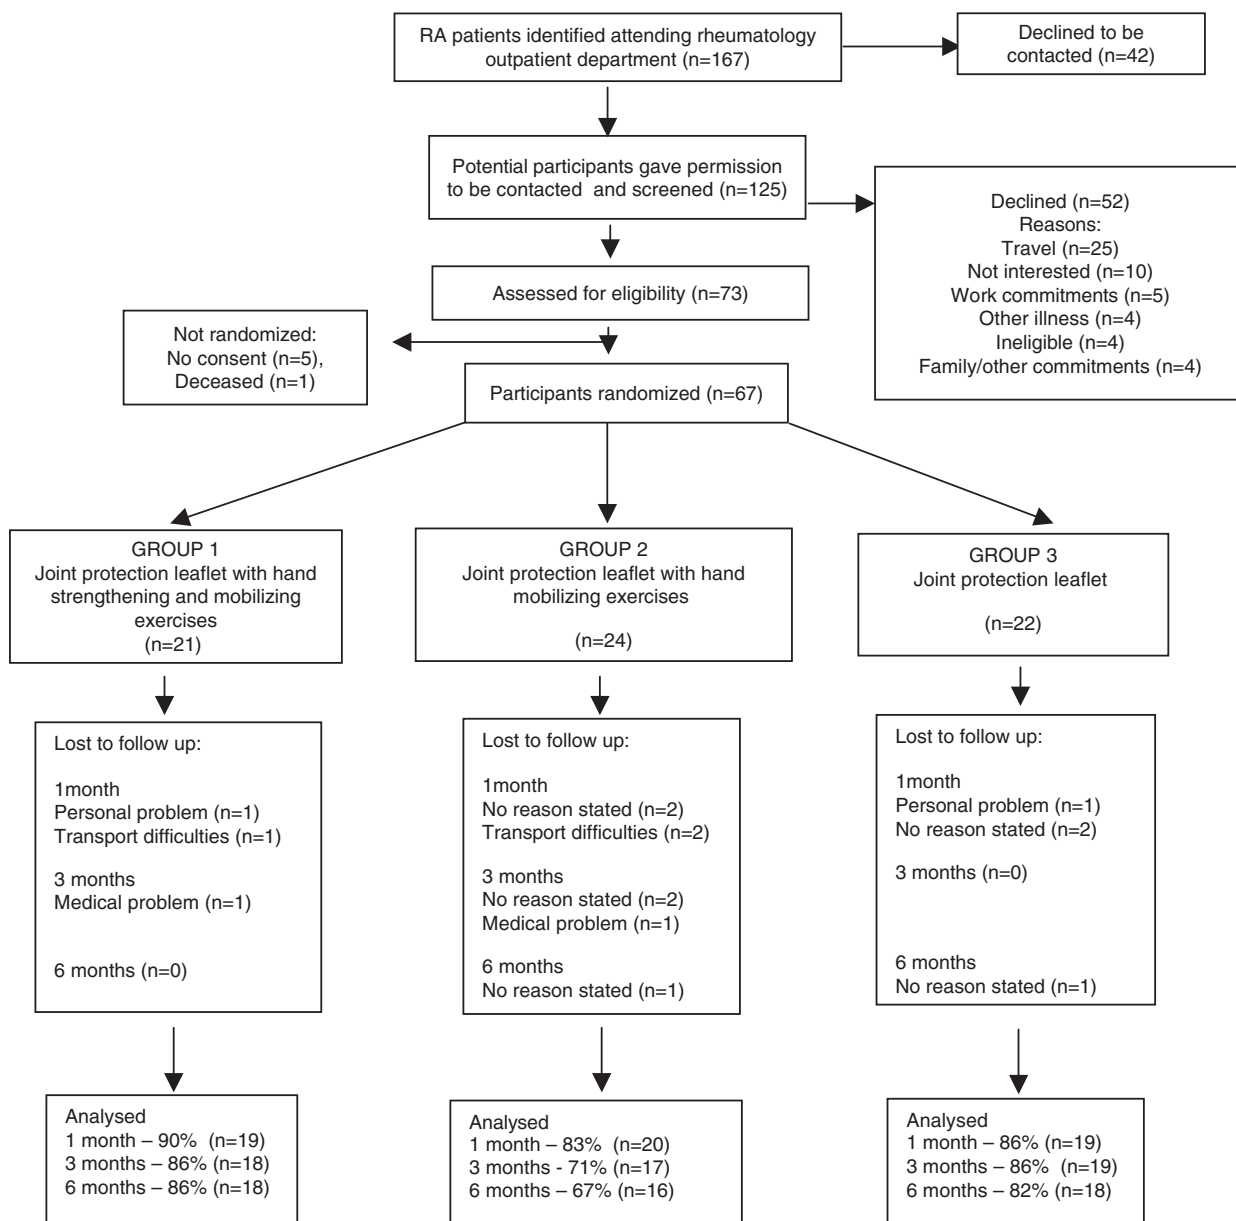 RA patients identified attending rheumatology
outpatient department (n=167)
Declined to be
contacted (n=42)
Potential participants gave permission
to be contacted and screened (n=125)
Declined (n=52)
Reasons:
Travel (n=25)
Not interested (n=10)
Work commitments (n=5)
Other illness (n=4)
Ineligible (n=4)
Family/other commitments (n=4)
Assessed for eligibility (n=73)
Not randomized:
No consent (n=5),
Deceased (n=1)
Participants randomized (n=67)
GROUP 1
Joint protection leaflet with hand
strengthening and mobilizing
exercises
(n=21)
GROUP 2
Joint protection leaflet with hand
mobilizing exercises
(n=24)
GROUP 3
Joint protection leaflet
(n=22)
Lost to follow up:
1month
Personal problem (n=1)
Transport difficulties (n=1)
3 months
Medical problem (n=1)
6 months (n=0)
Lost to follow up:
1month
No reason stated (n=2)
Transport difficulties (n=2)
3 months
No reason stated (n=2)
Medical problem (n=1)
6 months
No reason stated (n=1)
Lost to follow up:
1month
Personal problem (n=1)
No reason stated (n=2)
3 months (n=0)
6 months
No reason stated (n=1)
Analysed
1 month – 90% (n=19)
3 months – 86% (n=18)
6 months – 86% (n=18)
Analysed
1 month – 83% (n=20)
3 months - 71% (n=17)
6 months – 67% (n=16)
Analysed
1 month – 86% (n=19)
3 months – 86% (n=19)
6 months – 82% (n=18)